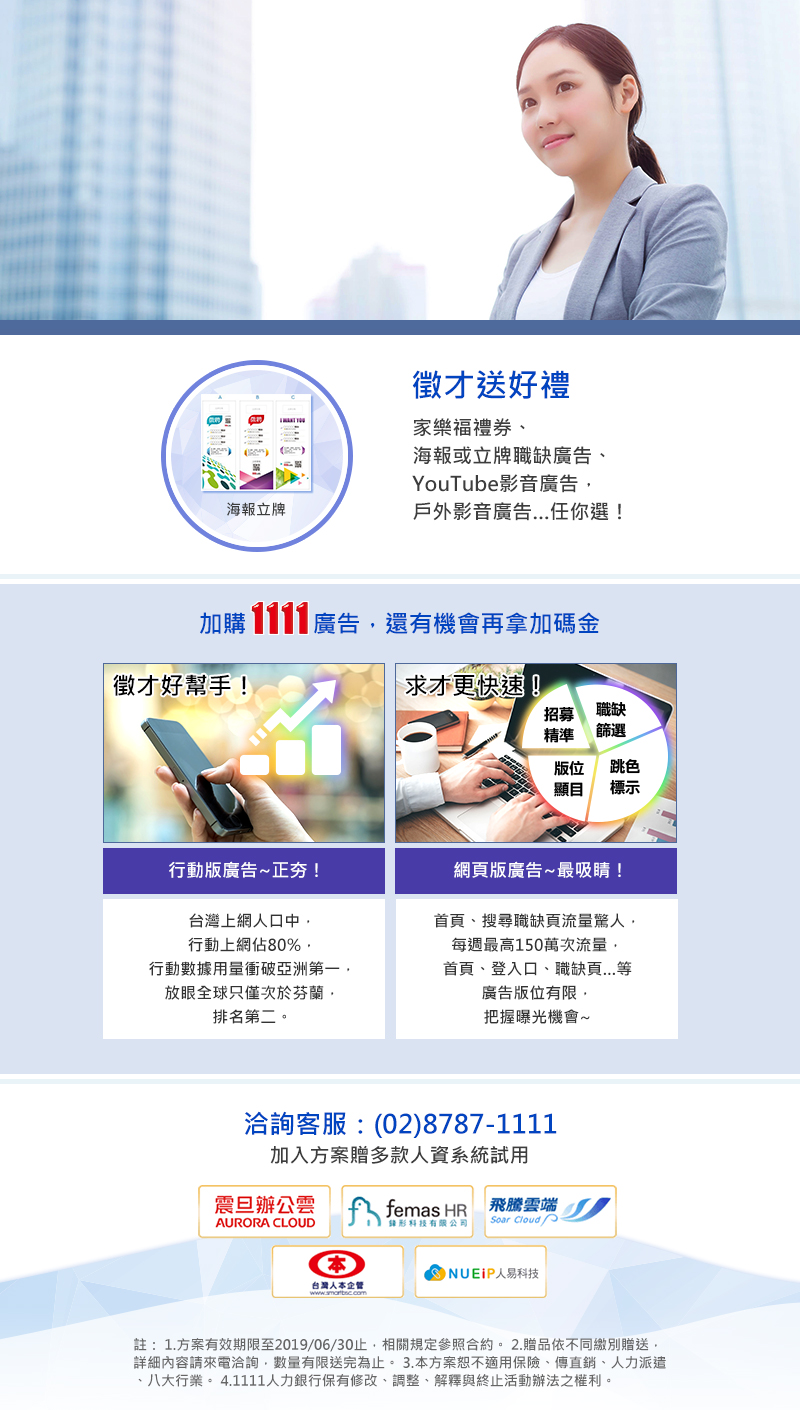 A B C
徵才
徵才
I WANT YOU
海報立牌
徵才送好禮
家樂福禮券、
海報或立牌職缺廣告、
YouTube影音廣告，
戶外影音廣告...任你選！
加購1111廣告，還有機會再拿加碼金
徵才好幫手！
行動版廣告~正夯！
台灣上網人口中，
行動上網佔80%，
行動數據用量衝破亞洲第一，
放眼全球只僅次於芬蘭，
排名第二。
求才更快速！
招募
精準
職缺
篩選
版位
顯目
跳色
標示
網頁版廣告~最吸睛！
首頁、搜尋職缺頁流量驚人，
每週最高150萬次流量，
首頁、登入口、職缺頁...等
廣告版位有限，
把握曝光機會~
洽詢客服：(02)8787-1111
加入方案贈多款人資系統試用
震旦辦公雲
AURORA CLOUD
femas HR
鋒形科技有限公司
飛騰雲端
Soar Cloud
本
台灣人本企管
www.smartbsc.com
NUEiP人易科技
註： 1.方案有效期限至2019/06/30止，相關規定參照合約。 2.贈品依不同繳別贈送，
詳細內容請來電洽詢，數量有限送完為止。 3.本方案恕不適用保險、傳直銷、人力派遣
、八大行業。 4.1111人力銀行保有修改、調整、解釋與終止活動辦法之權利。